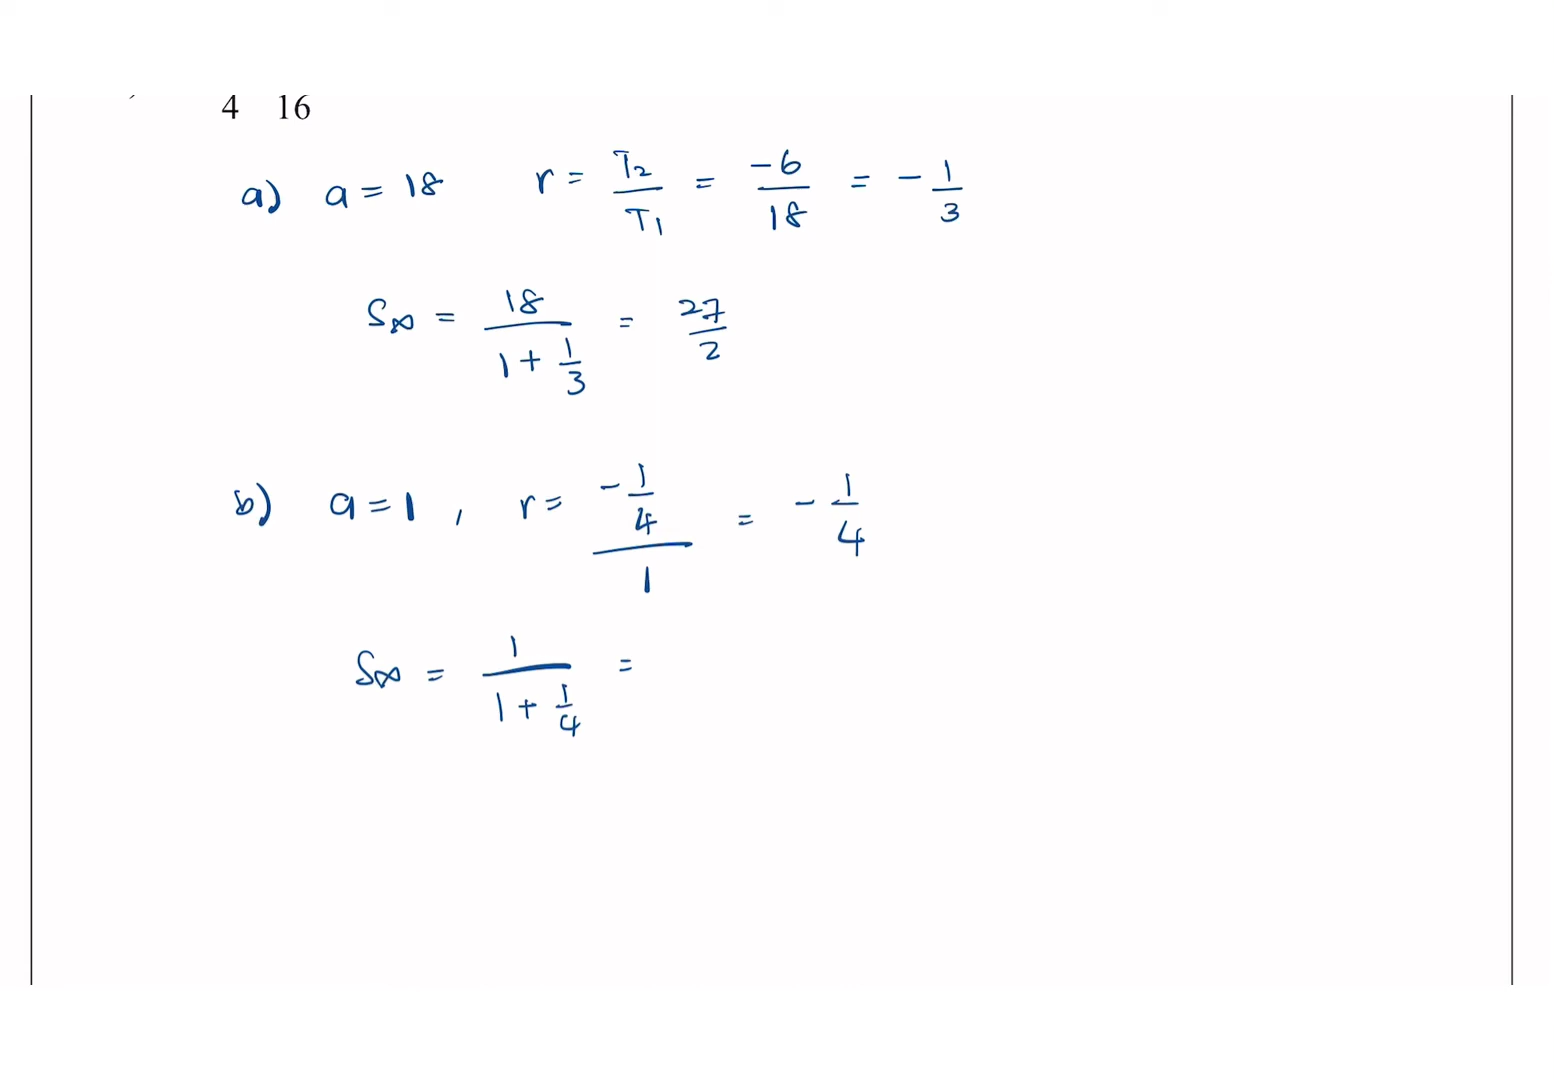 4 16
a) a = 18 r = T2/T1 = -6/18 = - 1/3
S∞ = 18/(1 + 1/3) = 27/2
b) a = 1 , r = (- 1/4)/1 = - 1/4
S∞ = 1/(1 + 1/4) =